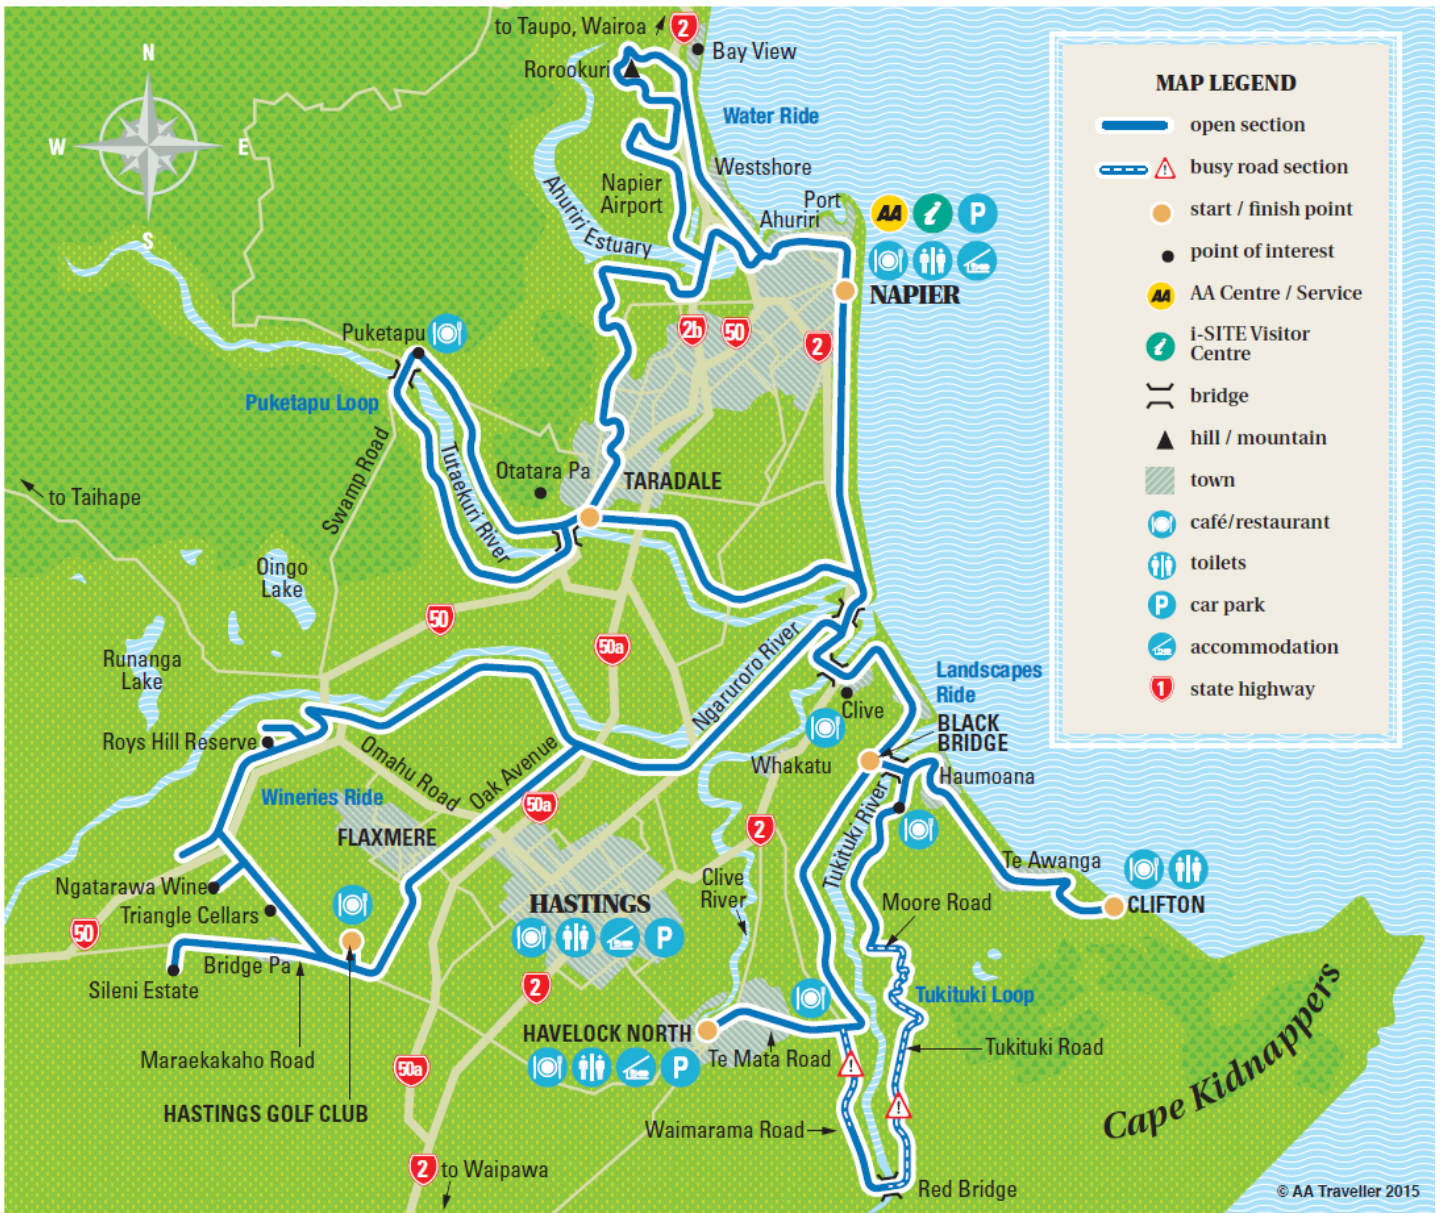 to Taupo, Wairoa
2
Bay View
Rorookuri
N
W
E
S
Water Ride
Westshore
Napier
Airport
Port
Ahuriri
Ahuriri Estuary
AA
i
P
NAPIER
2b
50
2
Puketapu
Puketapu Loop
Swamp Road
Tutaekuri River
Otatara Pa
TARADALE
to Taihape
Oingo
Lake
50
50a
Runanga
Lake
Ngaruroro River
Landscapes
Ride
Clive
BLACK
BRIDGE
Roys Hill Reserve
Omahu Road
Oak Avenue
Whakatu
Haumoana
Wineries Ride
50a
2
FLAXMERE
Tukituki River
Te Awanga
Ngatarawa Wine
Triangle Cellars
HASTINGS
P
Clive
River
Moore Road
CLIFTON
50
Bridge Pa
Sileni Estate
2
Tukituki Loop
Maraekakaho Road
HAVELOCK NORTH
P
Te Mata Road
!
Tukituki Road
Cape Kidnappers
50a
HASTINGS GOLF CLUB
Waimarama Road
!
2
to Waipawa
Red Bridge
MAP LEGEND
open section
! busy road section
start / finish point
point of interest
AA AA Centre / Service
i i-SITE Visitor
Centre
bridge
hill / mountain
town
café/restaurant
toilets
P car park
accommodation
1 state highway
© AA Traveller 2015